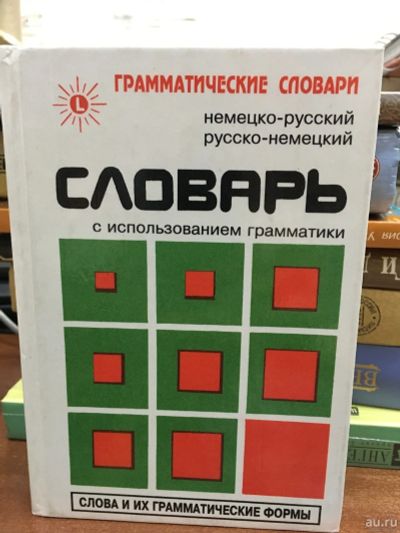 L
ГРАММАТИЧЕСКИЕ СЛОВАРИ
немецко-русский
русско-немецкий
СЛОВАРЬ
с использованием грамматики
СЛОВА И ИХ ГРАММАТИЧЕСКИЕ ФОРМЫ
au.ru